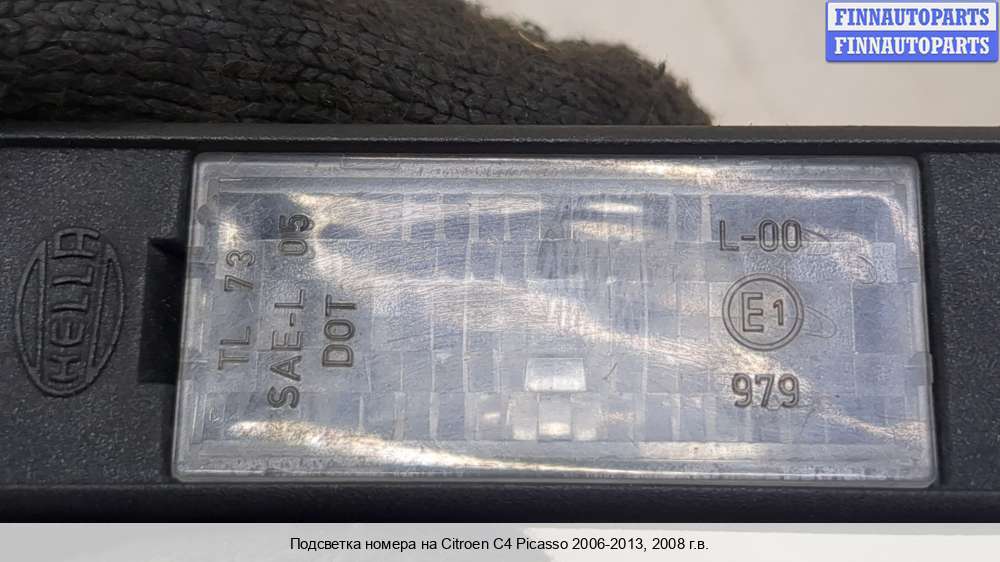 FINNAUTOPARTS
FINNAUTOPARTS
HELLA
TL 73
SAE-L 05
DOT
L-00
E1
979
Подсветка номера на Citroen C4 Picasso 2006-2013, 2008 г.в.